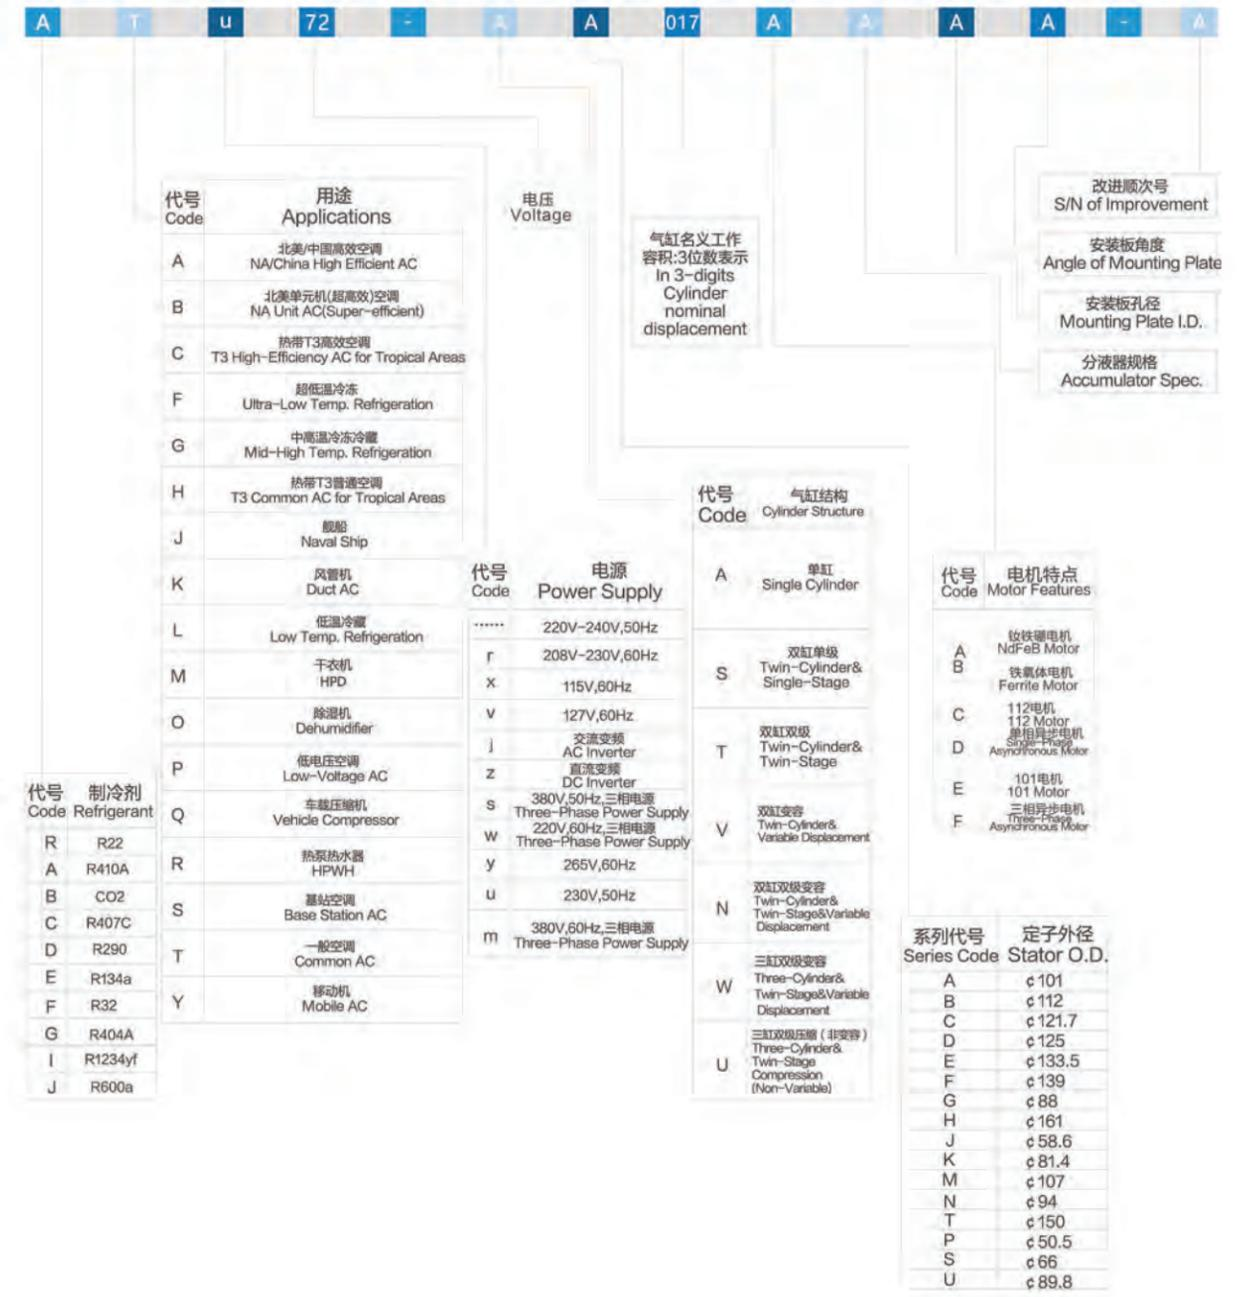 A T u 72 - A A 017 A A A A - A
代号 用途
Code Applications
A 北美/中国高效空调
NA/China High Efficient AC
B 北美单元机(超高效)空调
NA Unit AC(Super-efficient)
C 热带T3高效空调
T3 High-Efficiency AC for Tropical Areas
F 超低温冷冻
Ultra-Low Temp. Refrigeration
G 中高温冷冻冷藏
Mid-High Temp. Refrigeration
H 热带T3普通空调
T3 Common AC for Tropical Areas
J 舰船
Naval Ship
K 风管机
Duct AC
L 低温冷藏
Low Temp. Refrigeration
M 干衣机
HPD
O 除湿机
Dehumidifier
P 低电压空调
Low-Voltage AC
Q 车载压缩机
Vehicle Compressor
R 热泵热水器
HPWH
S 基站空调
Base Station AC
T 一般空调
Common AC
Y 移动机
Mobile AC
代号 制冷剂
Code Refrigerant
R R22
A R410A
B CO2
C R407C
D R290
E R134a
F R32
G R404A
I R1234yf
J R600a
电压
Voltage
代号 电源
Code Power Supply
...... 220V-240V,50Hz
r 208V-230V,60Hz
x 115V,60Hz
v 127V,60Hz
j 交流变频
AC Inverter
z 直流变频
DC Inverter
s 380V,50Hz,三相电源
Three-Phase Power Supply
w 220V,60Hz,三相电源
Three-Phase Power Supply
y 265V,60Hz
u 230V,50Hz
m 380V,60Hz,三相电源
Three-Phase Power Supply
气缸名义工作
容积:3位数表示
In 3-digits
Cylinder
nominal
displacement
代号 气缸结构
Code Cylinder Structure
A 单缸
Single Cylinder
S 双缸单级
Twin-Cylinder&
Single-Stage
T 双缸双级
Twin-Cylinder&
Twin-Stage
V 双缸变容
Twin-Cylinder&
Variable Displacement
N 双缸双级变容
Twin-Cylinder&
Twin-Stage&Variable
Displacement
W 三缸双级变容
Three-Cylinder&
Twin-Stage&Variable
Displacement
U 三缸双级压缩（非变容）
Three-Cylinder&
Twin-Stage
Compression
(Non-Variable)
改进顺次号
S/N of Improvement
安装板角度
Angle of Mounting Plate
安装板孔径
Mounting Plate I.D.
分液器规格
Accumulator Spec.
代号 电机特点
Code Motor Features
A 钕铁硼电机
NdFeB Motor
B 铁氧体电机
Ferrite Motor
C 112电机
112 Motor
D 单相异步电机
Single-Phase
Asynchronous Motor
E 101电机
101 Motor
F 三相异步电机
Three-Phase
Asynchronous Motor
系列代号 定子外径
Series Code Stator O.D.
A ¢101
B ¢112
C ¢121.7
D ¢125
E ¢133.5
F ¢139
G ¢88
H ¢161
J ¢58.6
K ¢81.4
M ¢107
N ¢94
T ¢150
P ¢50.5
S ¢66
U ¢89.8